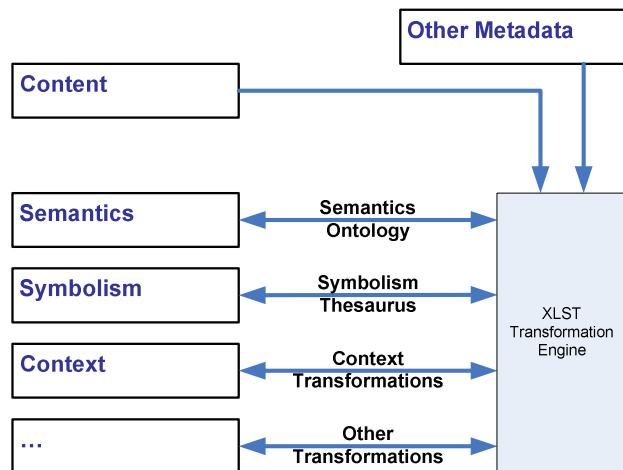 Other Metadata
Content
Semantics
Semantics
Ontology
Symbolism
Symbolism
Thesaurus
XLST
Transformation
Engine
Context
Context
Transformations
...
Other
Transformations